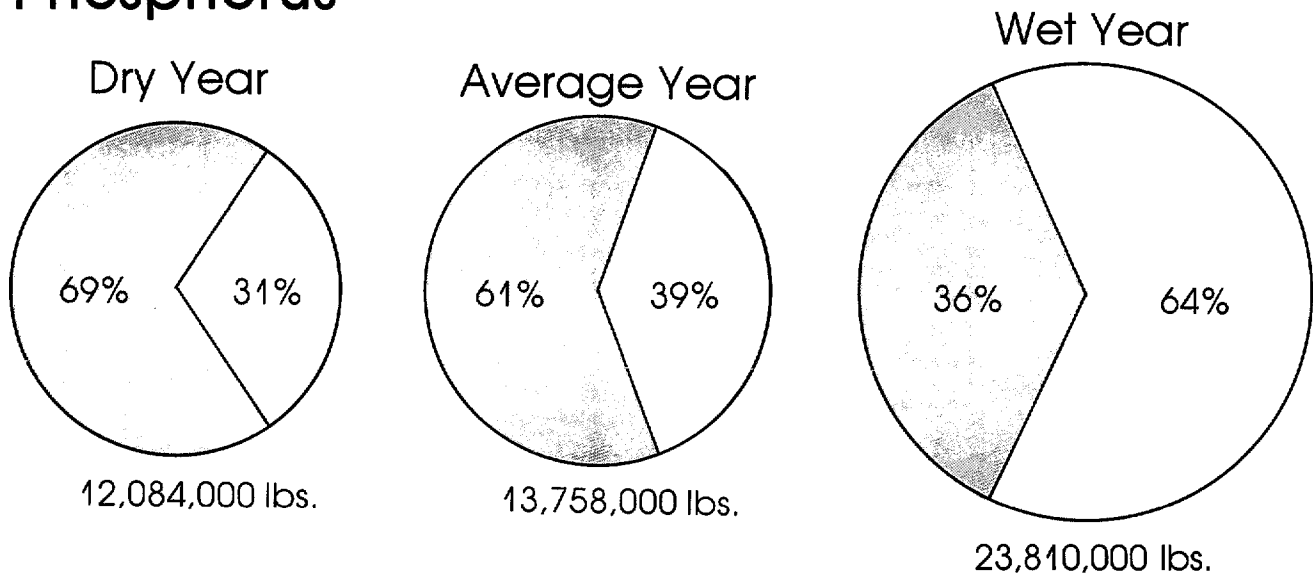 Phosphorus
Dry Year
69%
31%
12,084,000 lbs.
Average Year
61%
39%
13,758,000 lbs.
Wet Year
36%
64%
23,810,000 lbs.